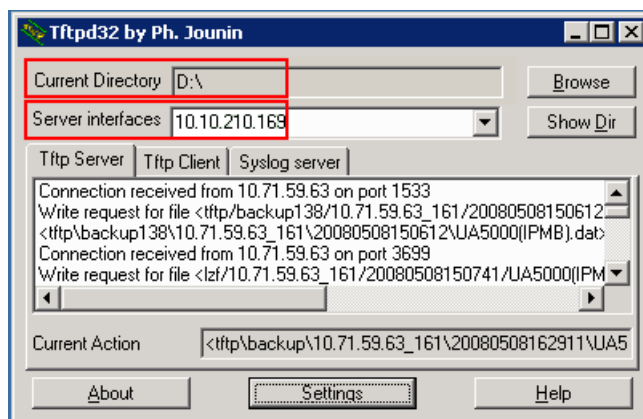 Tftpd32 by Ph. Jounin
Current Directory D:\ Browse
Server interfaces 10.10.210.169 Show Dir
Tftp Server Tftp Client Syslog server
Connection received from 10.71.59.63 on port 1533
Write request for file <tftp/backup138/10.71.59.63_161/20080508150612
<tftp\backup138\10.71.59.63_161\20080508150612\UA5000(IPMB).dat>
Connection received from 10.71.59.63 on port 3699
Write request for file <lzf/10.71.59.63_161/20080508150741/UA5000(IPM
Current Action <tftp\backup\10.71.59.63_161\20080508162911\UA5
About Settings Help